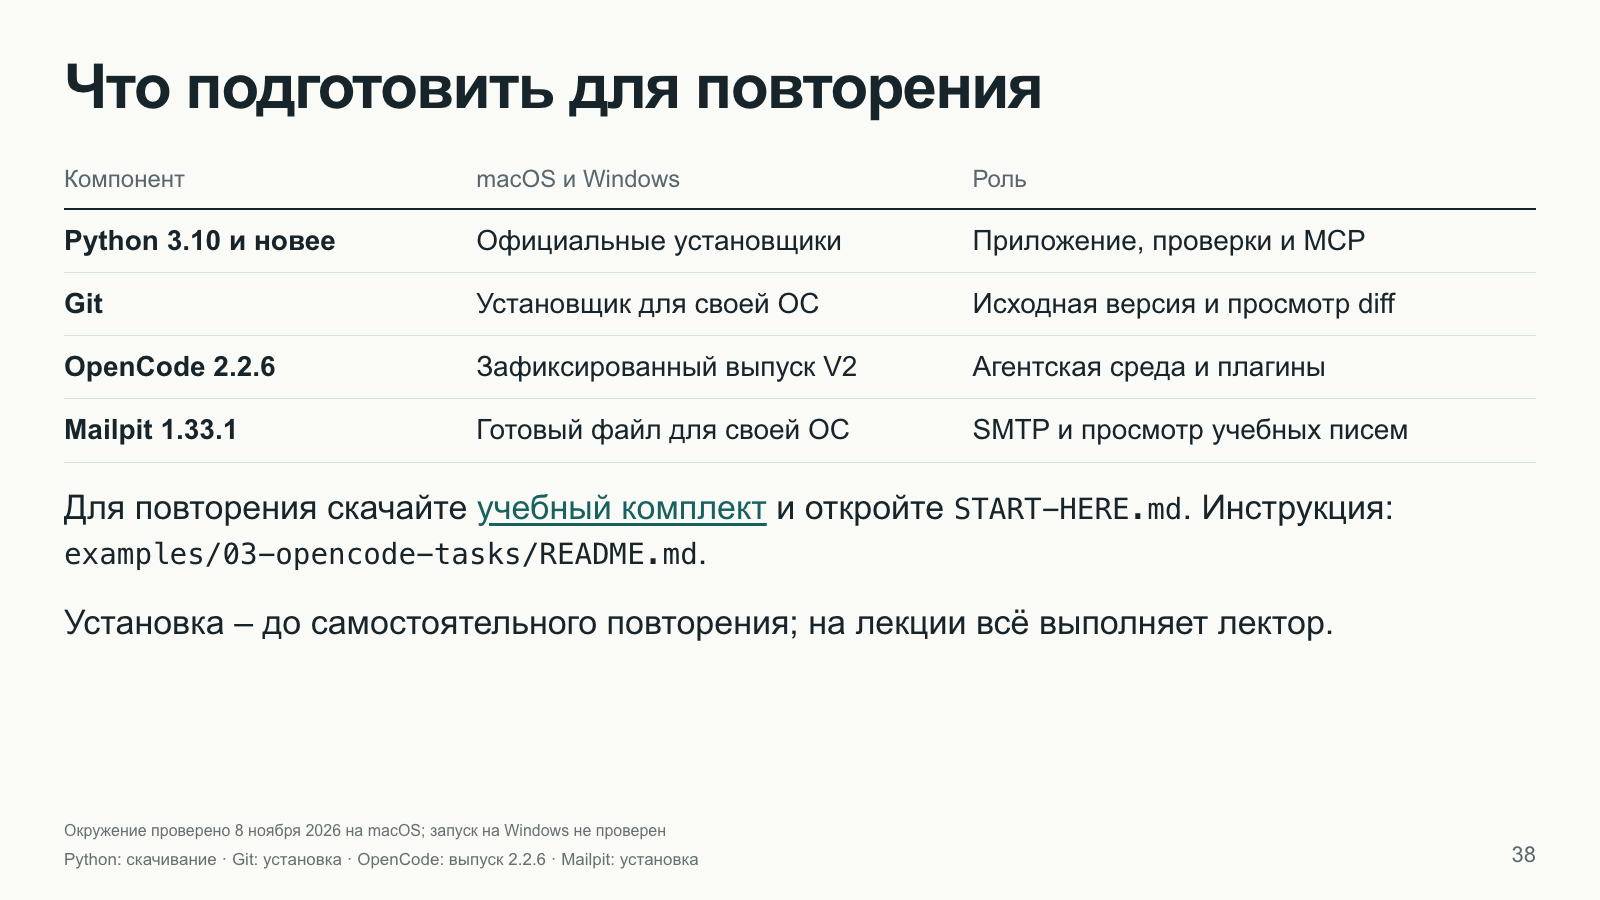 Что подготовить для повторения
Компонент macOS и Windows Роль
Python 3.10 и новее Официальные установщики Приложение, проверки и MCP
Git Установщик для своей ОС Исходная версия и просмотр diff
OpenCode 2.2.6 Зафиксированный выпуск V2 Агентская среда и плагины
Mailpit 1.33.1 Готовый файл для своей ОС SMTP и просмотр учебных писем
Для повторения скачайте учебный комплект и откройте START-HERE.md. Инструкция:
examples/03-opencode-tasks/README.md.
Установка – до самостоятельного повторения; на лекции всё выполняет лектор.
Окружение проверено 8 ноября 2026 на macOS; запуск на Windows не проверен
Python: скачивание · Git: установка · OpenCode: выпуск 2.2.6 · Mailpit: установка
38